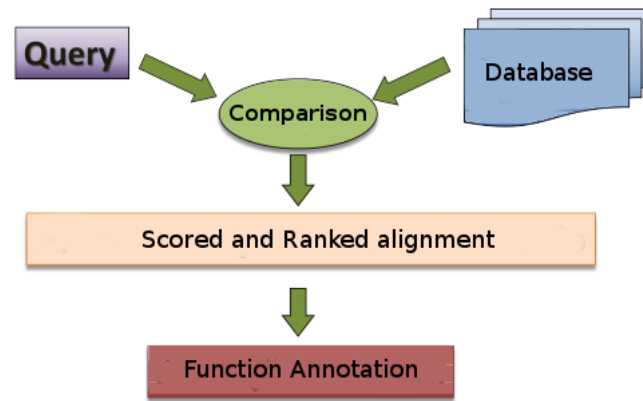 Query
Database
Comparison
Scored and Ranked alignment
Function Annotation